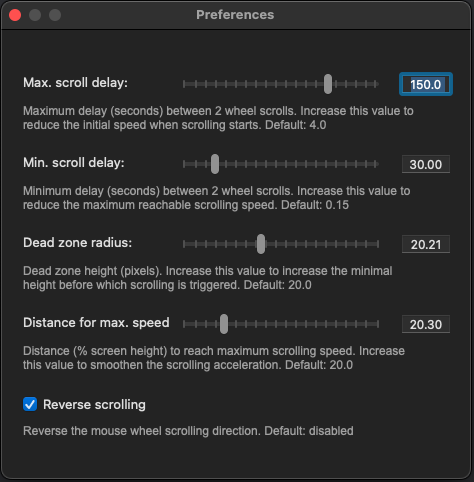 Preferences
Max. scroll delay: 150.0
Maximum delay (seconds) between 2 wheel scrolls. Increase this value to
reduce the initial speed when scrolling starts. Default: 4.0
Min. scroll delay: 30.00
Minimum delay (seconds) between 2 wheel scrolls. Increase this value to
reduce the maximum reachable scrolling speed. Default: 0.15
Dead zone radius: 20.21
Dead zone height (pixels). Increase this value to increase the minimal
height before which scrolling is triggered. Default: 20.0
Distance for max. speed 20.30
Distance (% screen height) to reach maximum scrolling speed. Increase
this value to smoothen the scrolling acceleration. Default: 20.0
Reverse scrolling
Reverse the mouse wheel scrolling direction. Default: disabled